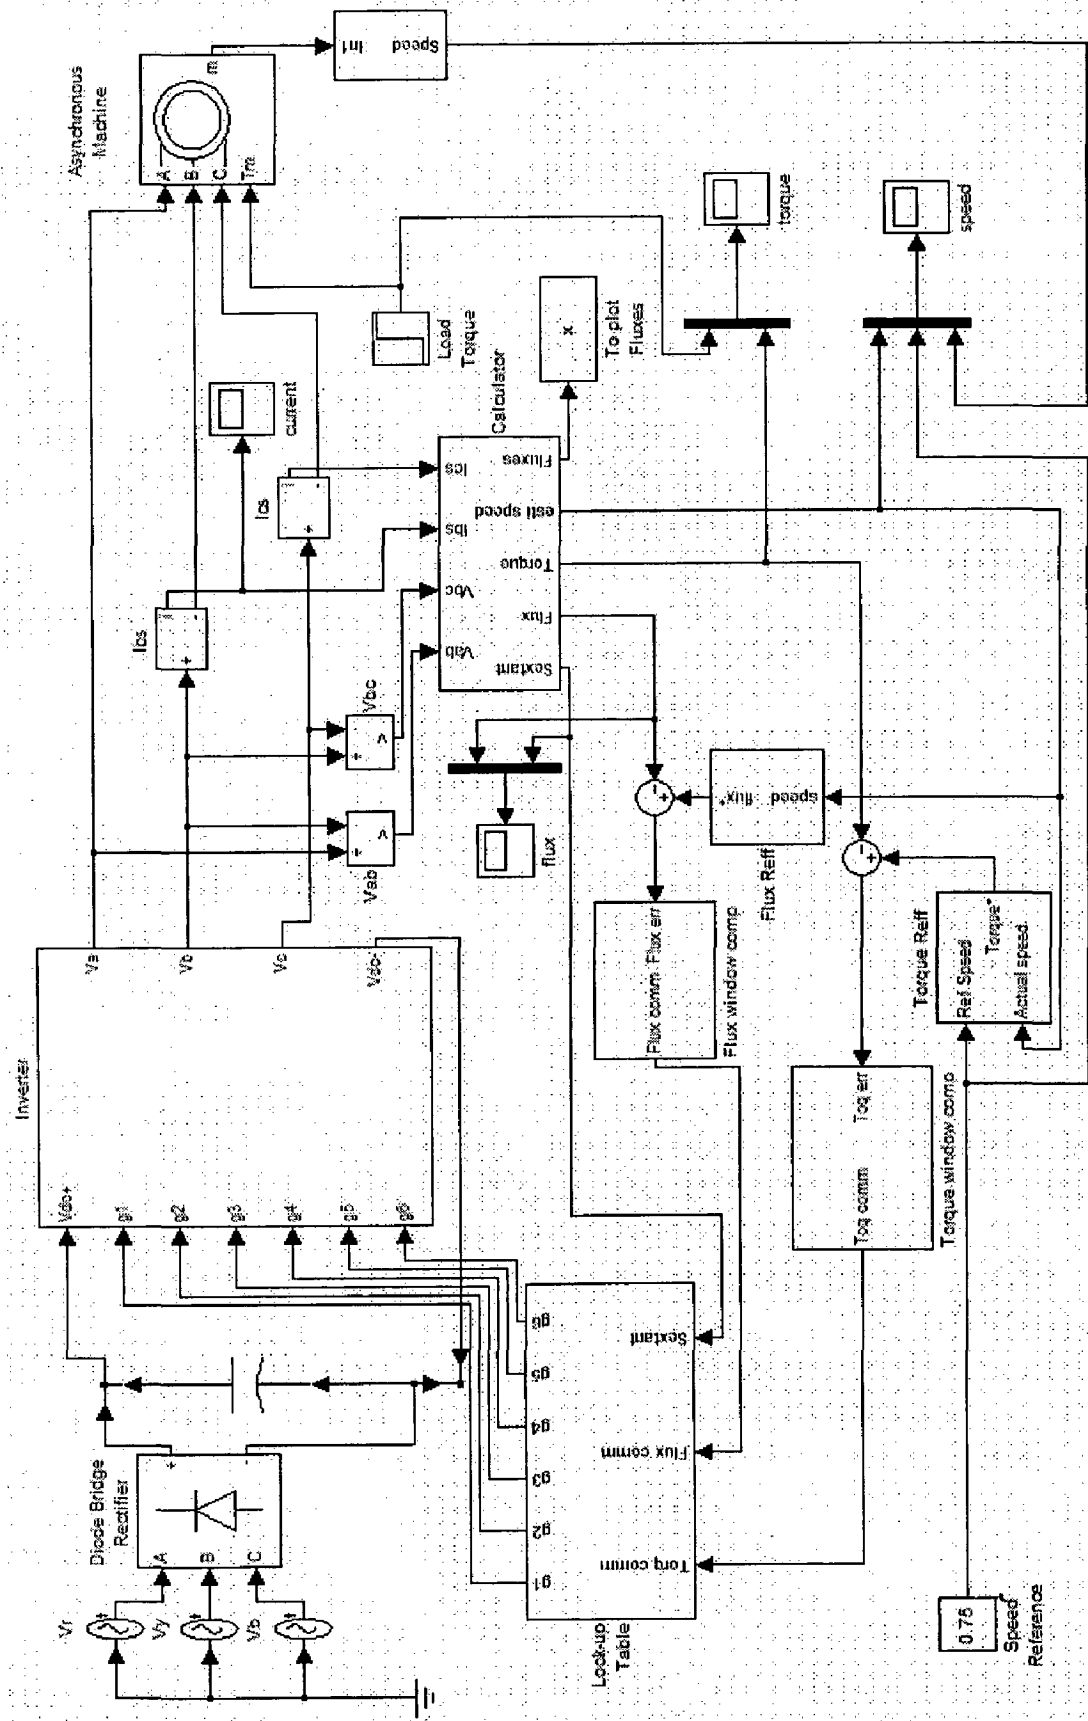 Vr
Vy
Vb
Diode Bridge
Rectifier
A
B
C
+
-
Inverter
Vdc+
g1
g2
g3
g4
g5
g6
Va
Vb
Vc
Vdc-
Asynchronous
Machine
A
B
C
Tm
m
In1
Speed
Ibs
+
-
i
current
Ics
+
-
i
Vab
+
-
v
Vbc
+
-
v
Load
Torque
Calculator
Vab
Vbc
Ibs
Ics
Sextant
Flux
Torque
esti speed
Fluxes
x
To plot
Fluxes
torque
speed
flux
Flux comm
Flux err
Flux window comp
speed
flux*
Flux Reff
Toq comm
Toq err
Torque window comp
Torque Reff
Ref Speed
Torque*
Actual speed
Look-up
Table
g1
g2
g3
g4
g5
g6
Torq comm
Flux comm
Sextant
0.75
Speed
Reference